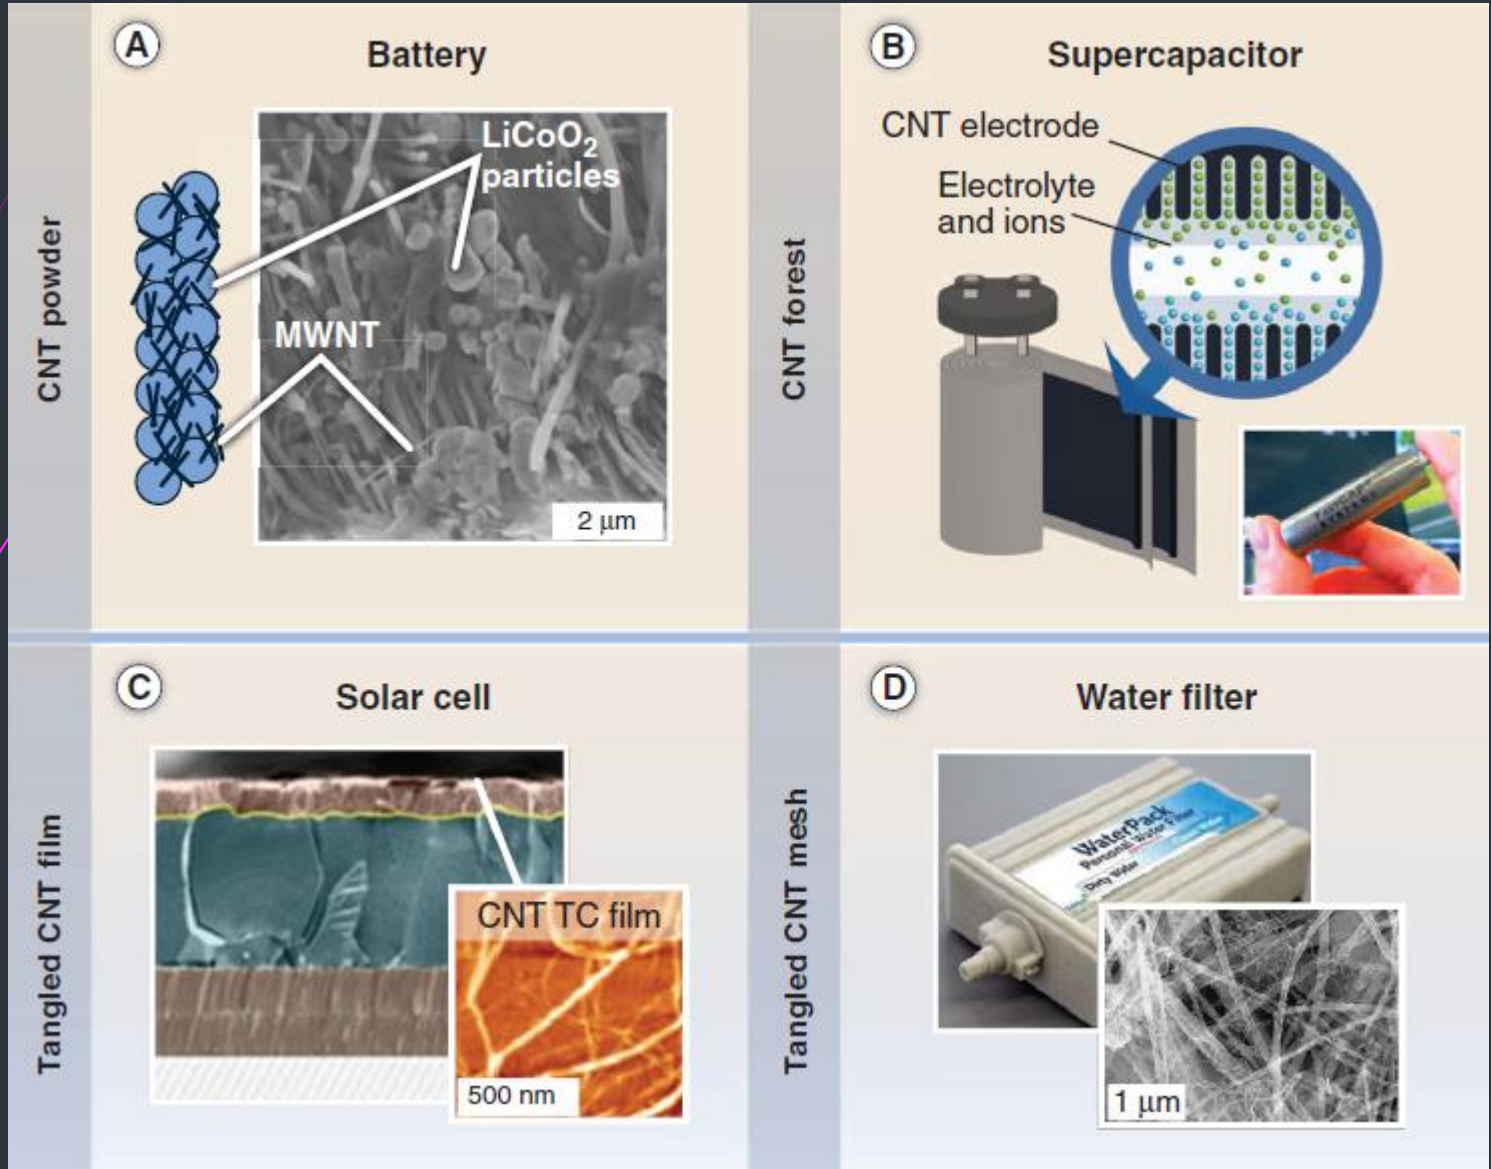 A
Battery
CNT powder
LiCoO₂
particles
MWNT
2 µm
B
Supercapacitor
CNT forest
CNT electrode
Electrolyte
and ions
C
Solar cell
Tangled CNT film
CNT TC film
500 nm
D
Water filter
Tangled CNT mesh
WaterPack
Personal Water Filter
Dirty Water
1 µm